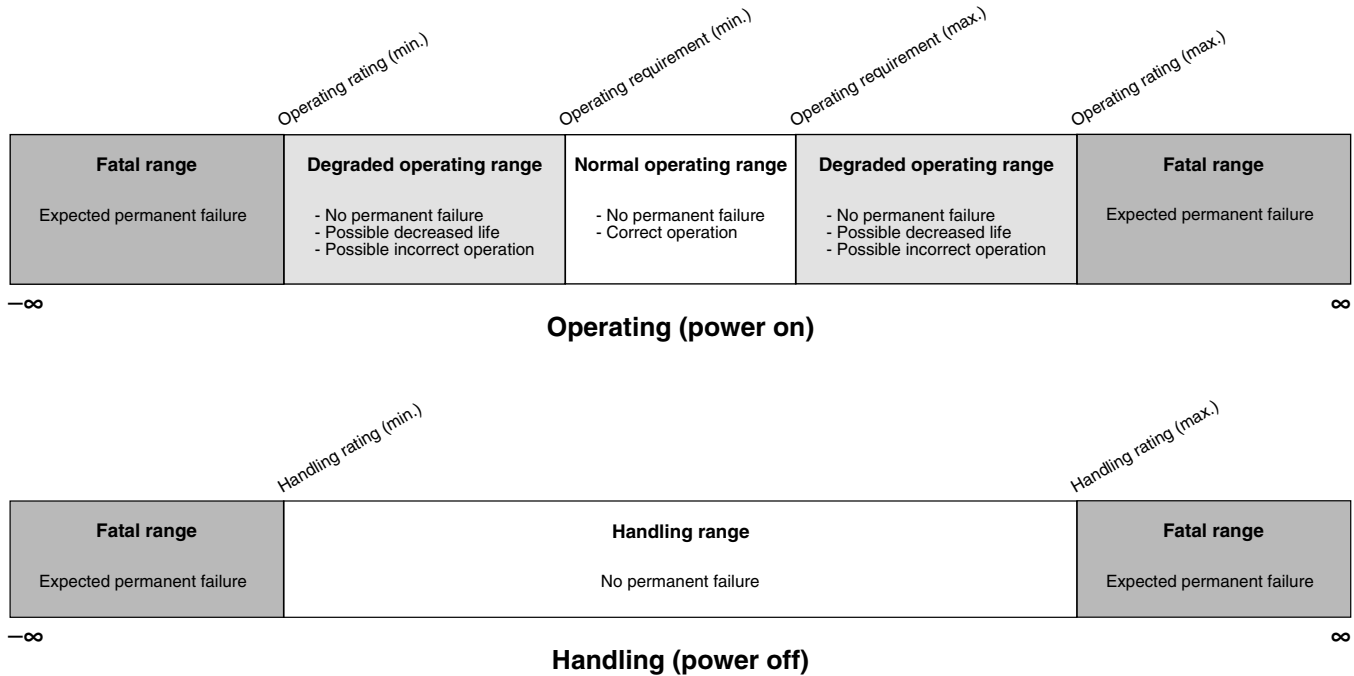 Operating rating (min.)
Operating requirement (min.)
Operating requirement (max.)
Operating rating (max.)
Fatal range
Expected permanent failure
Degraded operating range
- No permanent failure
- Possible decreased life
- Possible incorrect operation
Normal operating range
- No permanent failure
- Correct operation
Degraded operating range
- No permanent failure
- Possible decreased life
- Possible incorrect operation
Fatal range
Expected permanent failure
–∞
∞
Operating (power on)
Handling rating (min.)
Handling rating (max.)
Fatal range
Expected permanent failure
Handling range
No permanent failure
Fatal range
Expected permanent failure
–∞
∞
Handling (power off)